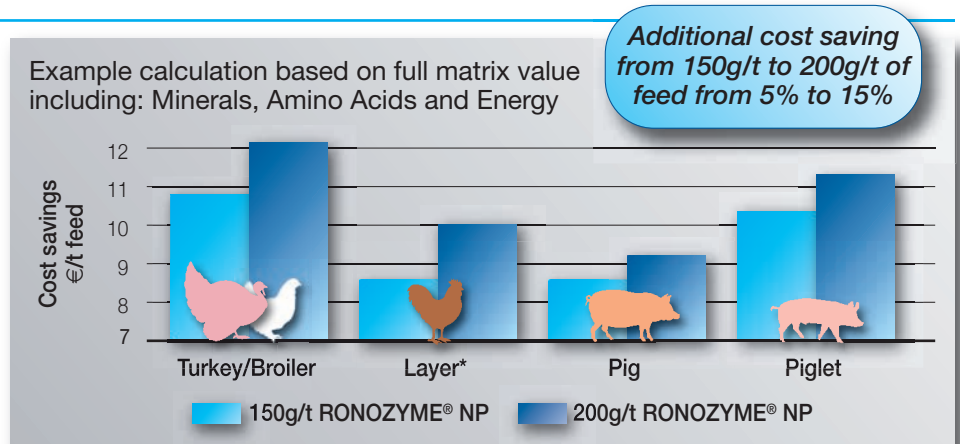 Additional cost saving
from 150g/t to 200g/t of
feed from 5% to 15%
Example calculation based on full matrix value
including: Minerals, Amino Acids and Energy
Cost savings
€/t feed
12
11
10
9
8
7
Turkey/Broiler
Layer*
Pig
Piglet
150g/t RONOZYME® NP
200g/t RONOZYME® NP